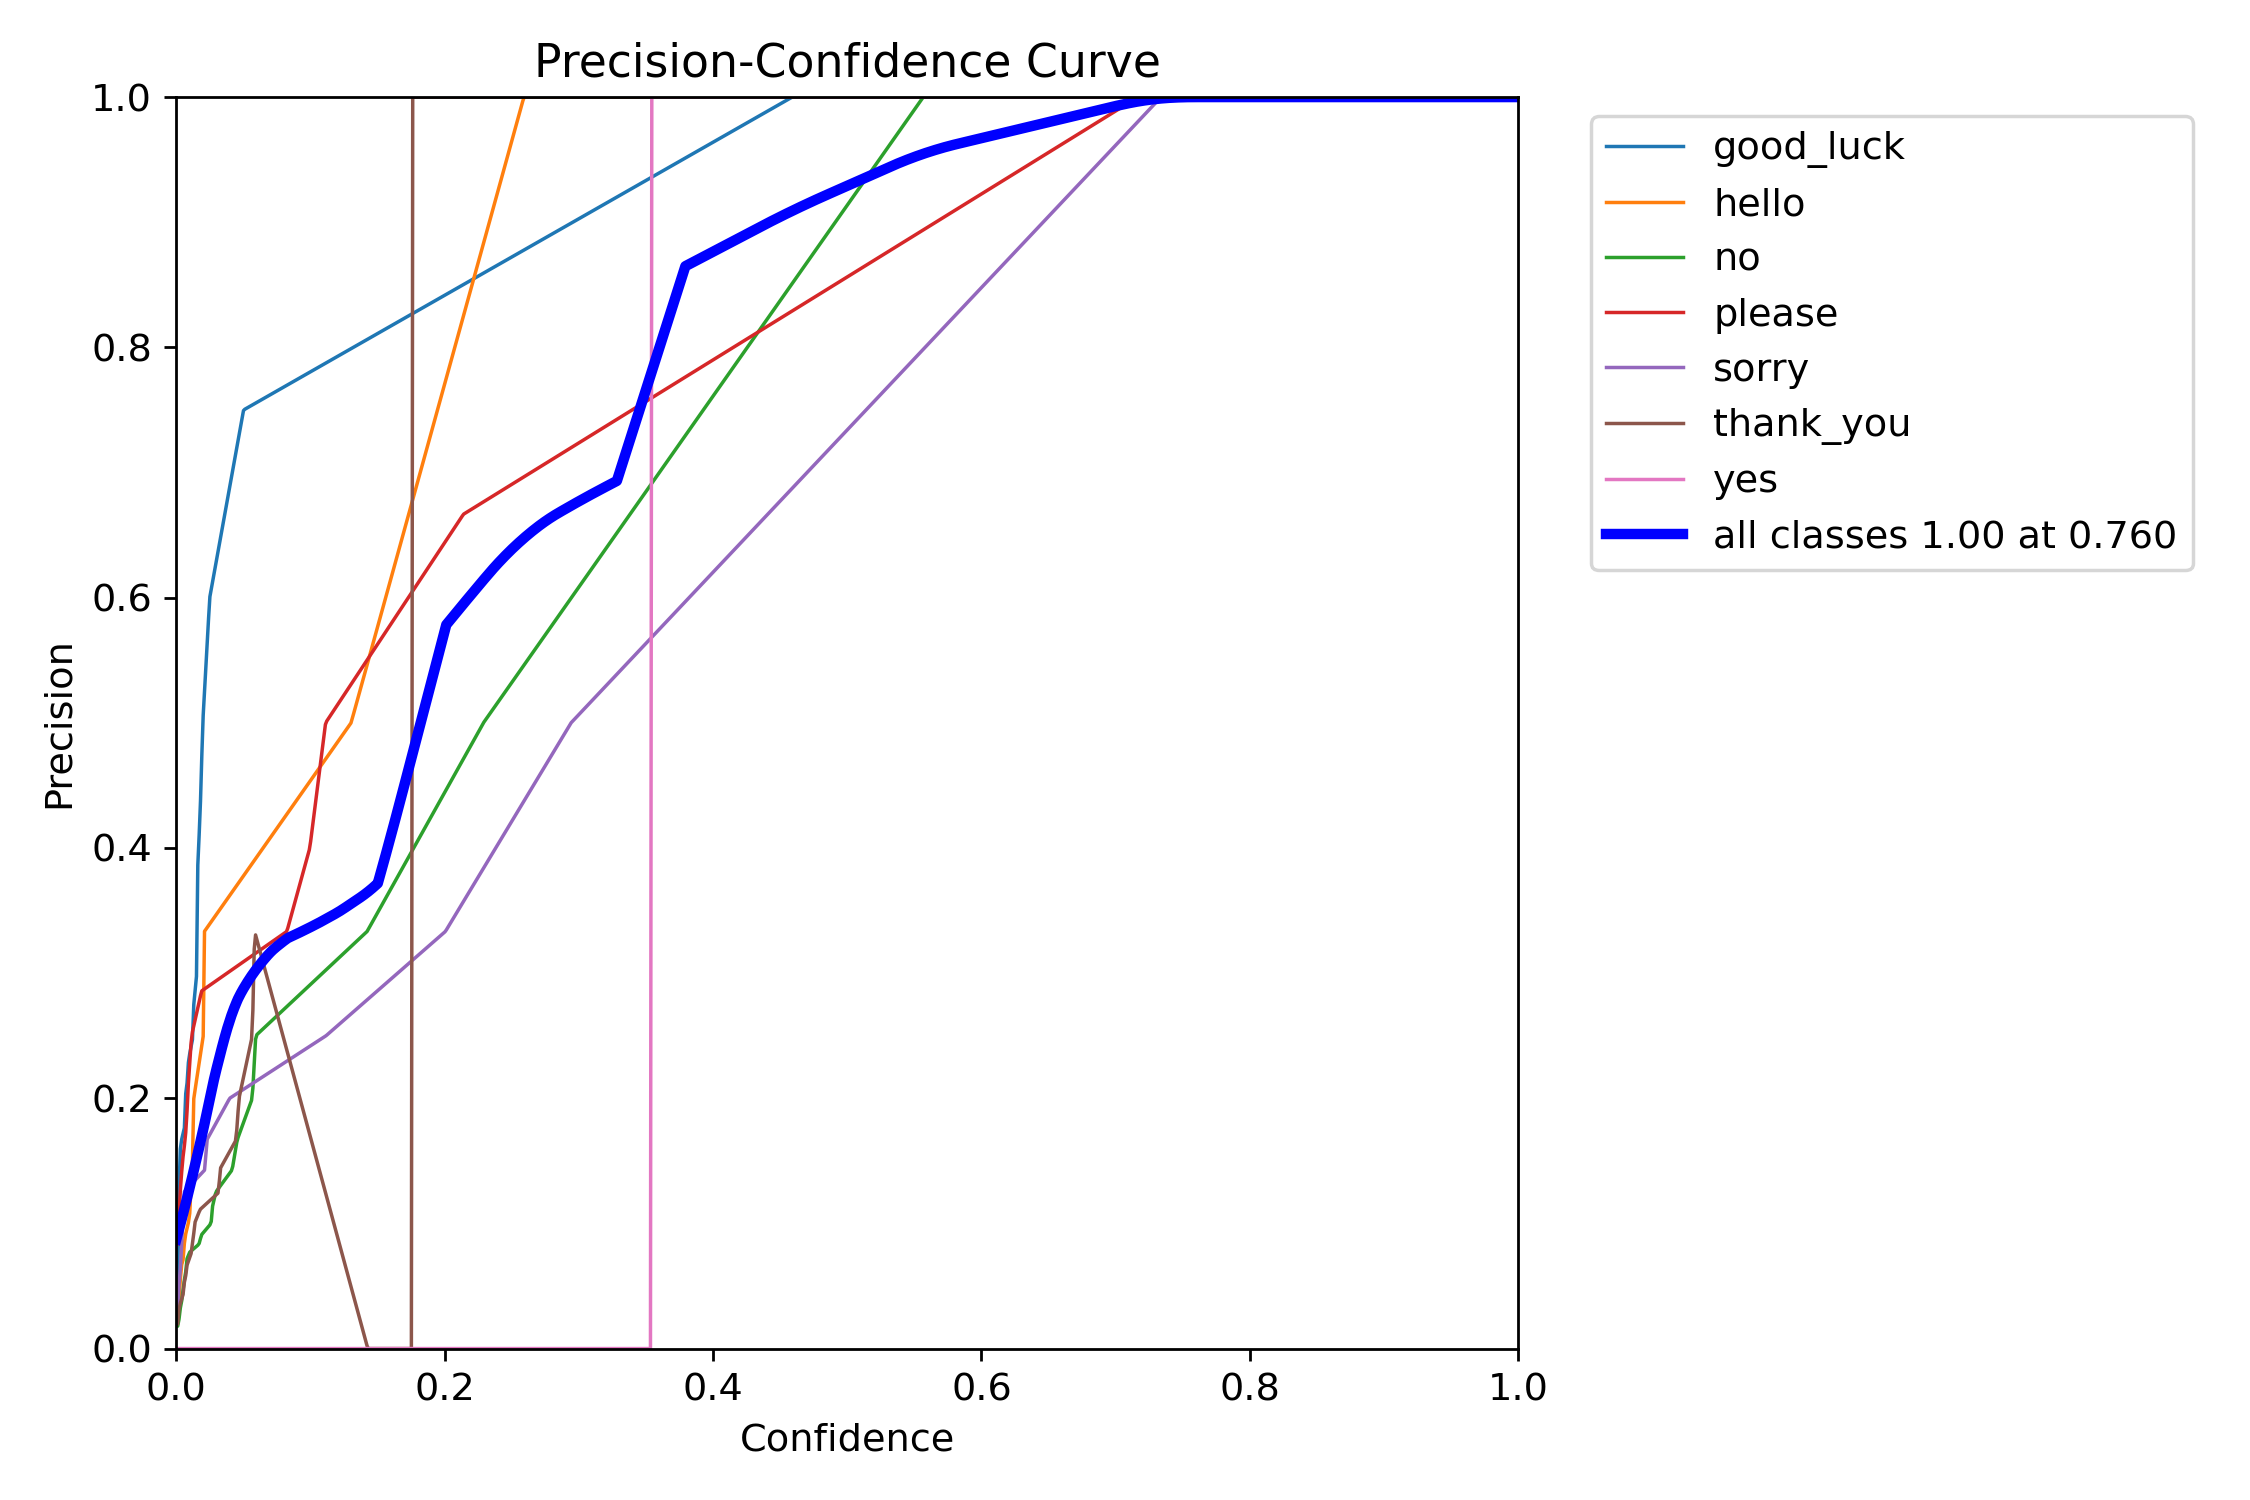 Precision-Confidence Curve
1.0
0.8
0.6
0.4
0.2
0.0
Precision
0.0 0.2 0.4 0.6 0.8 1.0
Confidence
good_luck
hello
no
please
sorry
thank_you
yes
all classes 1.00 at 0.760